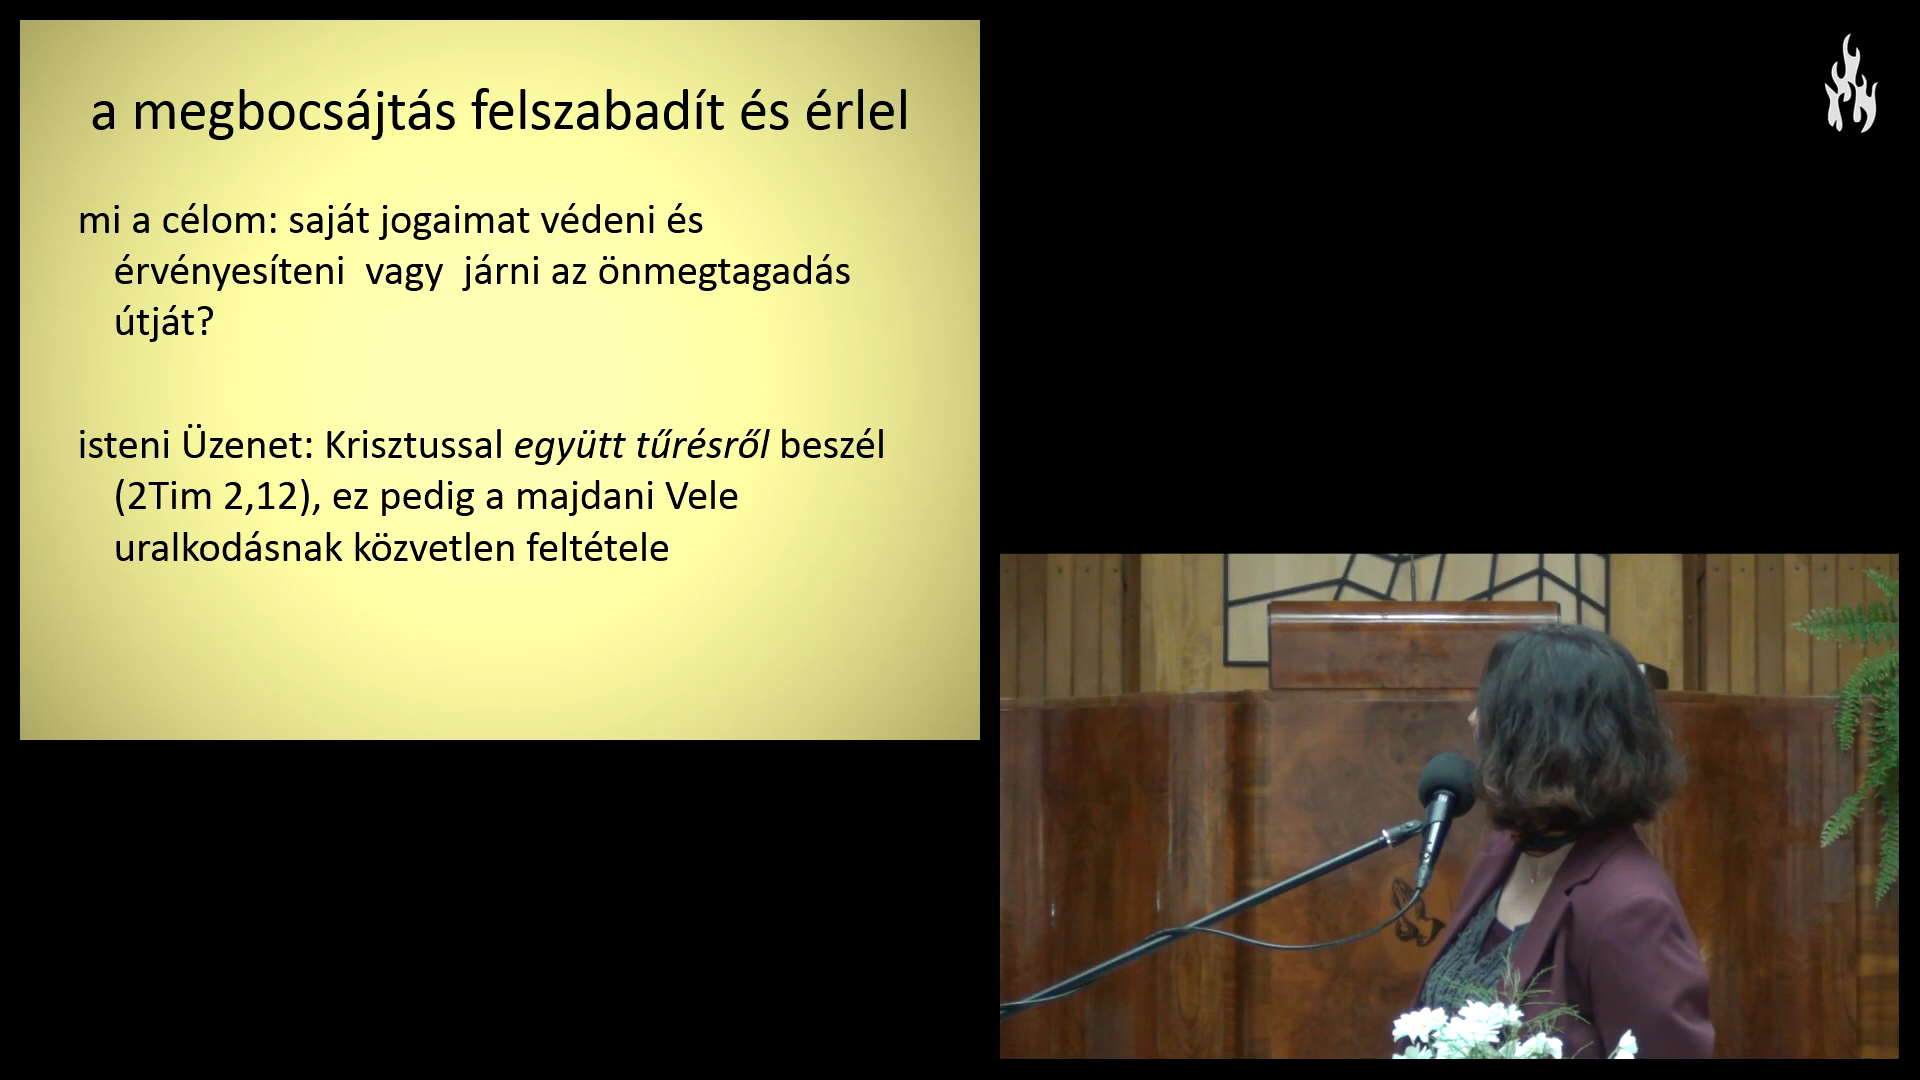 a megbocsájtás felszabadít és érlel
mi a célom: saját jogaimat védeni és
érvényesíteni vagy járni az önmegtagadás
útját?
isteni Üzenet: Krisztussal együtt tűrésről beszél
(2Tim 2,12), ez pedig a majdani Vele
uralkodásnak közvetlen feltétele